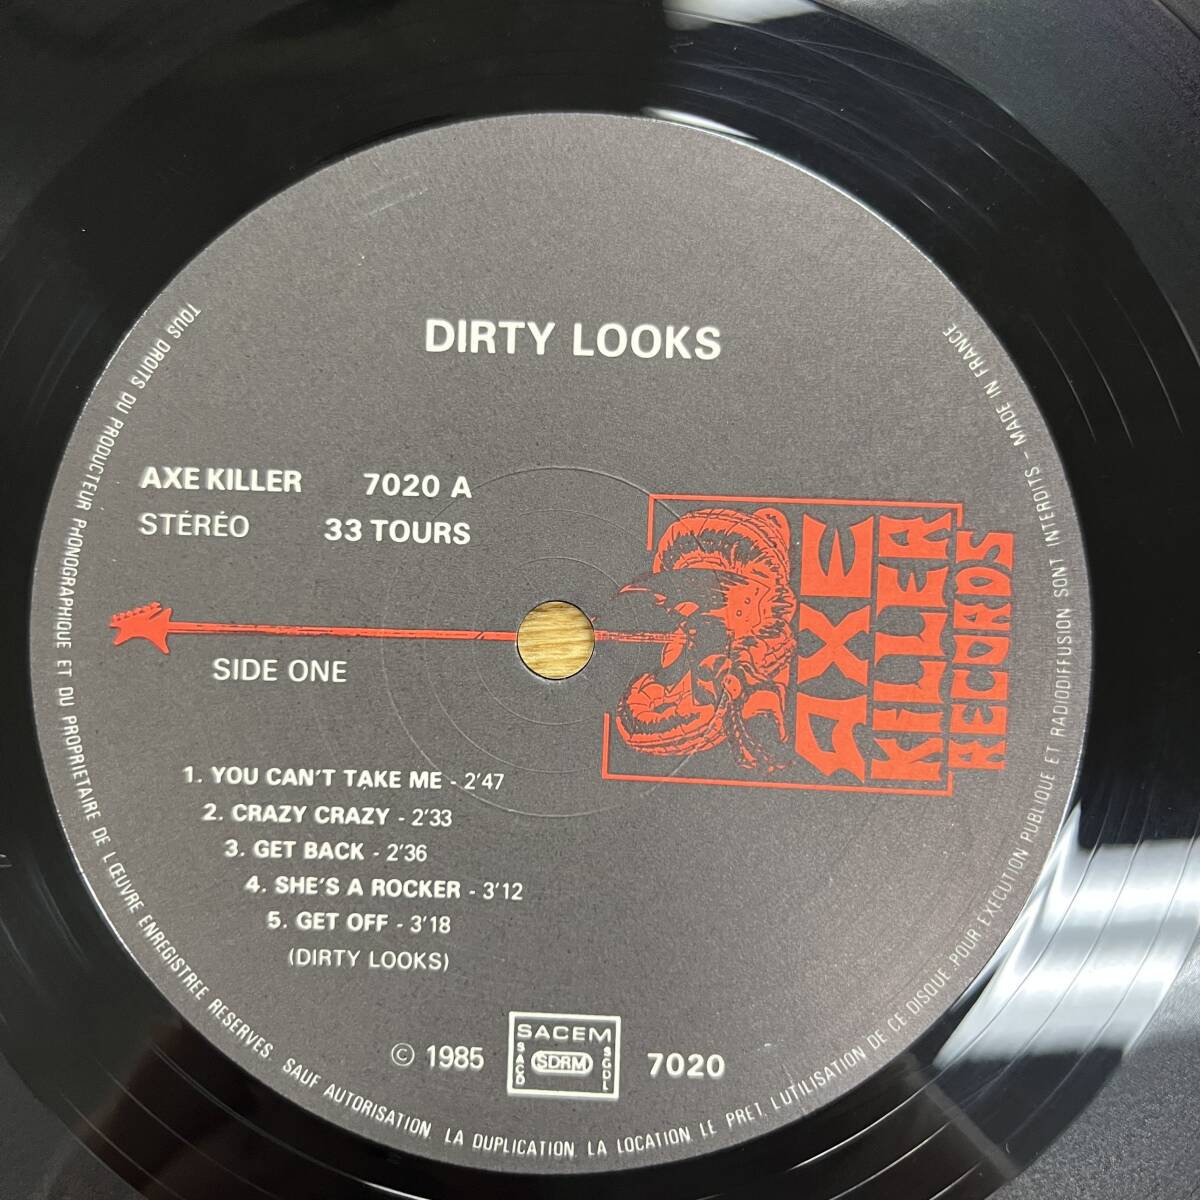 DIRTY LOOKS
AXE KILLER 7020 A
STÉRÉO 33 TOURS
SIDE ONE
1. YOU CAN'T TAKE ME - 2'47
2. CRAZY CRAZY - 2'33
3. GET BACK - 2'36
4. SHE'S A ROCKER - 3'12
5. GET OFF - 3'18
(DIRTY LOOKS)
© 1985
SACEM
SACD
SDRM
SGDL
7020
AXE
KILLER
RECORDS
TOUS DROITS DU PRODUCTEUR PHONOGRAPHIQUE ET DU PROPRIETAIRE DE L'ŒUVRE ENREGISTREE RESERVES. SAUF AUTORISATION. LA DUPLICATION. LA LOCATION. LE PRET. L'UTILISATION DE CE DISQUE. POUR EXECUTION PUBLIQUE ET RADIODIFFUSION SONT INTERDITS - MADE IN FRANCE